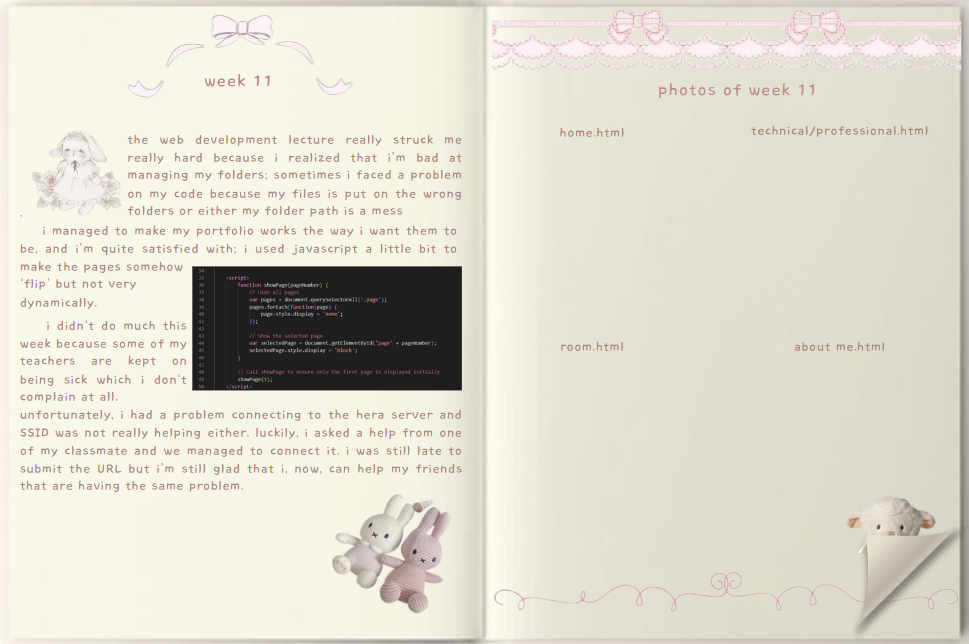 week 11
the web development lecture really struck me
really hard because i realized that i'm bad at
managing my folders; sometimes i faced a problem
on my code because my files is put on the wrong
folders or either my folder path is a mess
.
i managed to make my portfolio works the way i want them to
be, and i'm quite satisfied with; i used javascript a little bit to
make the pages somehow
'flip' but not very
dynamically.
i didn't do much this
week because some of my
teachers are kept on
being sick which i don't
complain at all.
34
35 <script>
36 function showPage(pageNumber) {
37 // Hide all pages
38 var pages = document.querySelectorAll('.page');
39 pages.forEach(function(page) {
40 page.style.display = 'none';
41 });
42
43 // Show the selected page
44 var selectedPage = document.getElementById('page' + pageNumber);
45 selectedPage.style.display = 'block';
46 }
47
48 // Call showPage to ensure only the first page is displayed initially
49 showPage(1);
50 </script>
unfortunately, i had a problem connecting to the hera server and
SSID was not really helping either. luckily, i asked a help from one
of my classmate and we managed to connect it. i was still late to
submit the URL but i'm still glad that i, now, can help my friends
that are having the same problem.
photos of week 11
home.html
technical/professional.html
room.html
about me.html